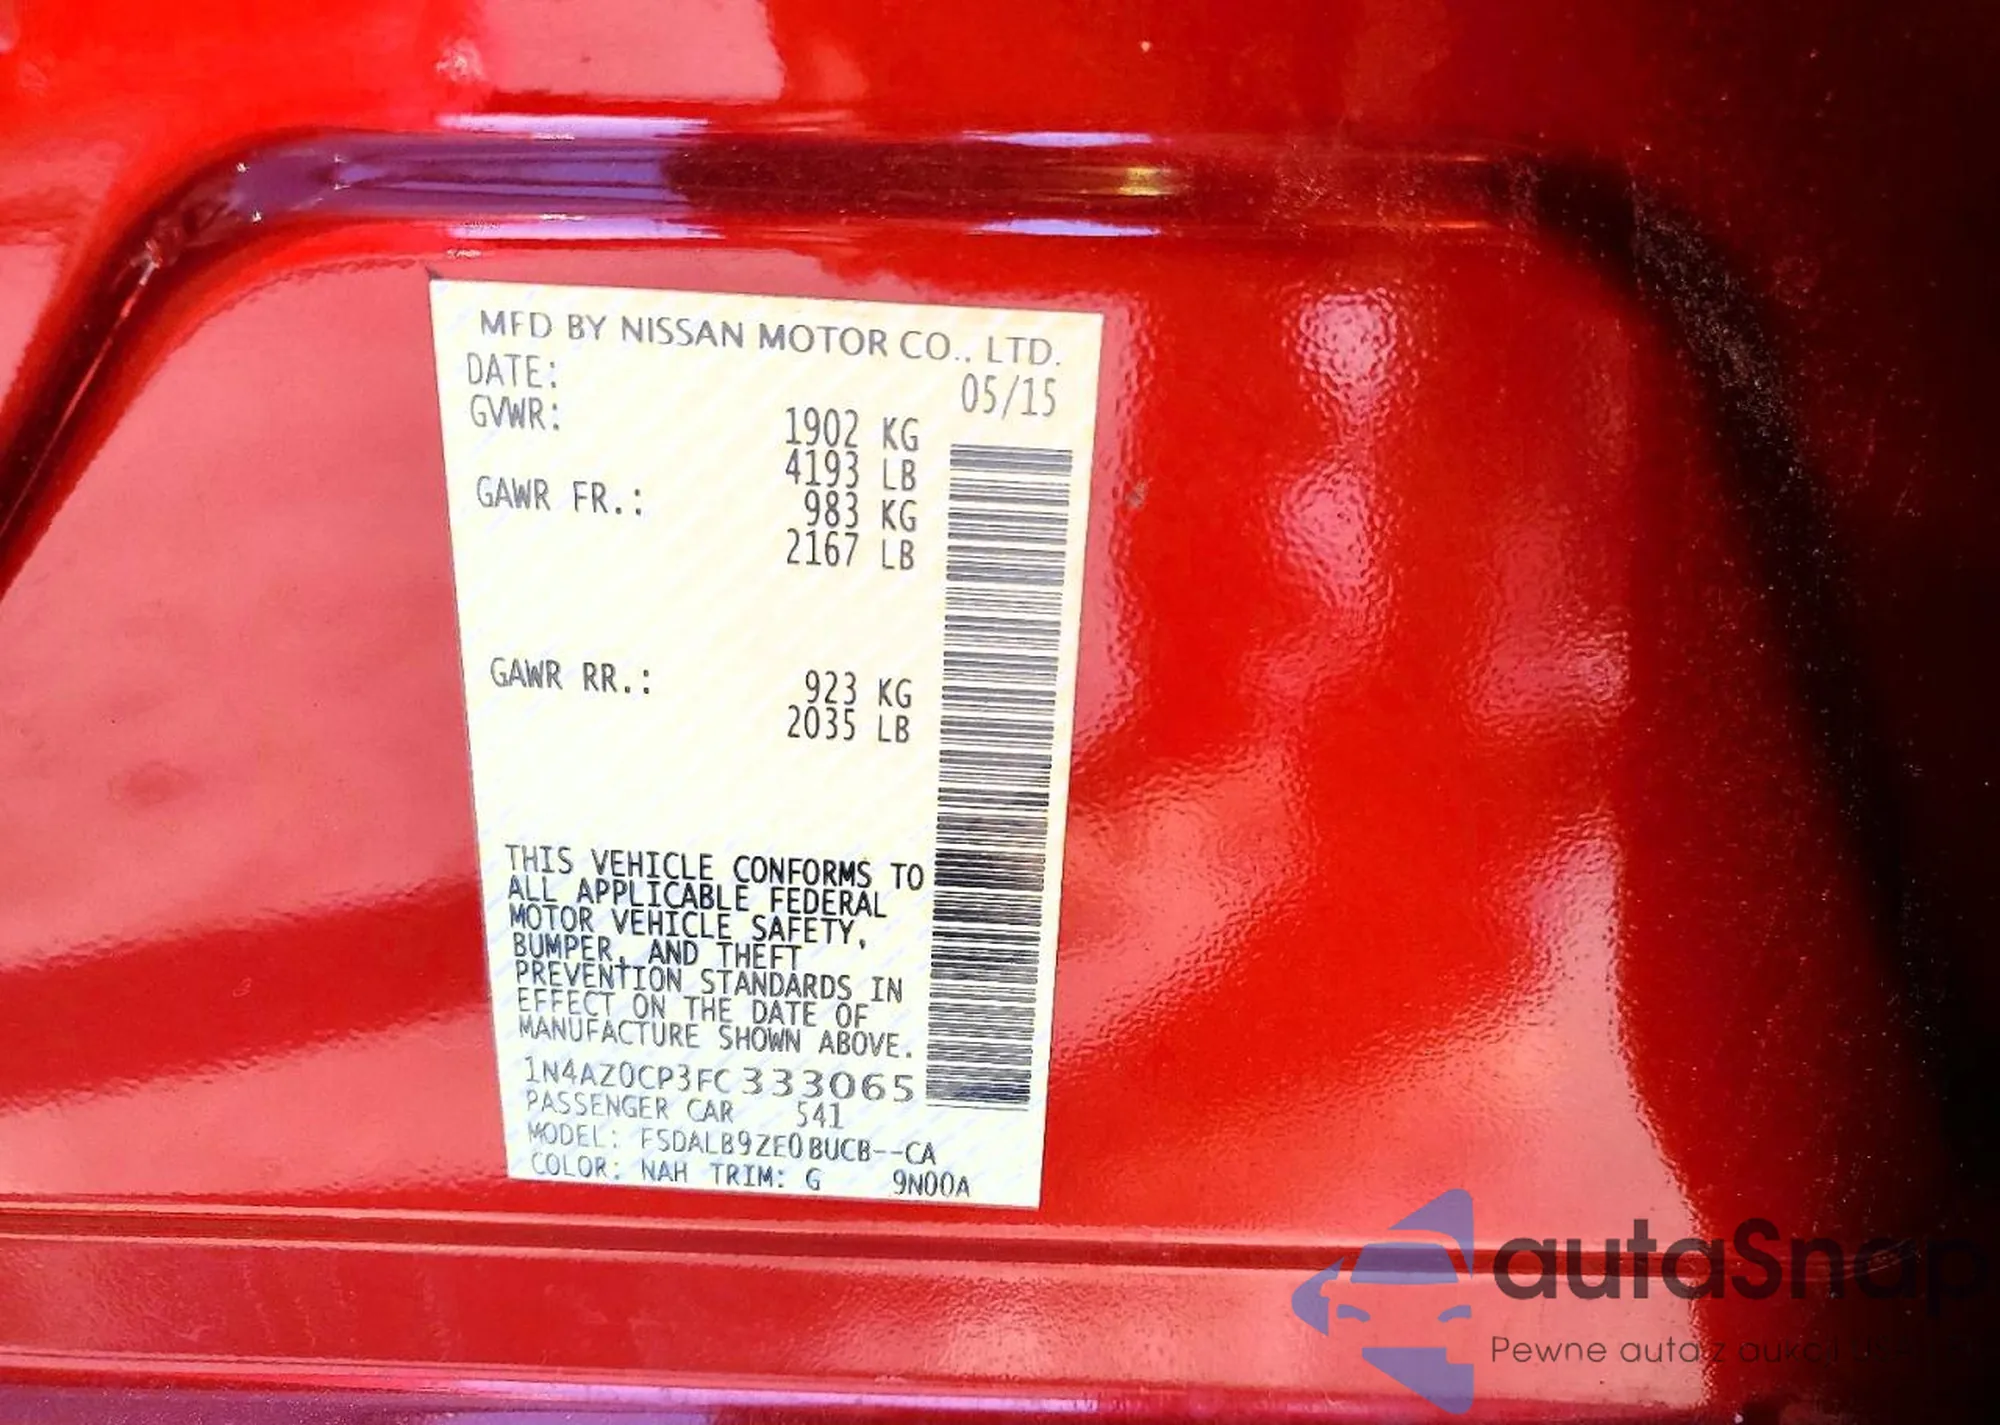 MFD BY NISSAN MOTOR CO., LTD.
DATE: 05/15
GVWR: 1902 KG
4193 LB
GAWR FR.: 983 KG
2167 LB
GAWR RR.: 923 KG
2035 LB
THIS VEHICLE CONFORMS TO
ALL APPLICABLE FEDERAL
MOTOR VEHICLE SAFETY,
BUMPER, AND THEFT
PREVENTION STANDARDS IN
EFFECT ON THE DATE OF
MANUFACTURE SHOWN ABOVE.
1N4AZ0CP3FC333065
PASSENGER CAR 541
MODEL: FSDALB9ZE0BUCB--CA
COLOR: NAH TRIM: G 9N00A
autaSnap
Pewne auta z